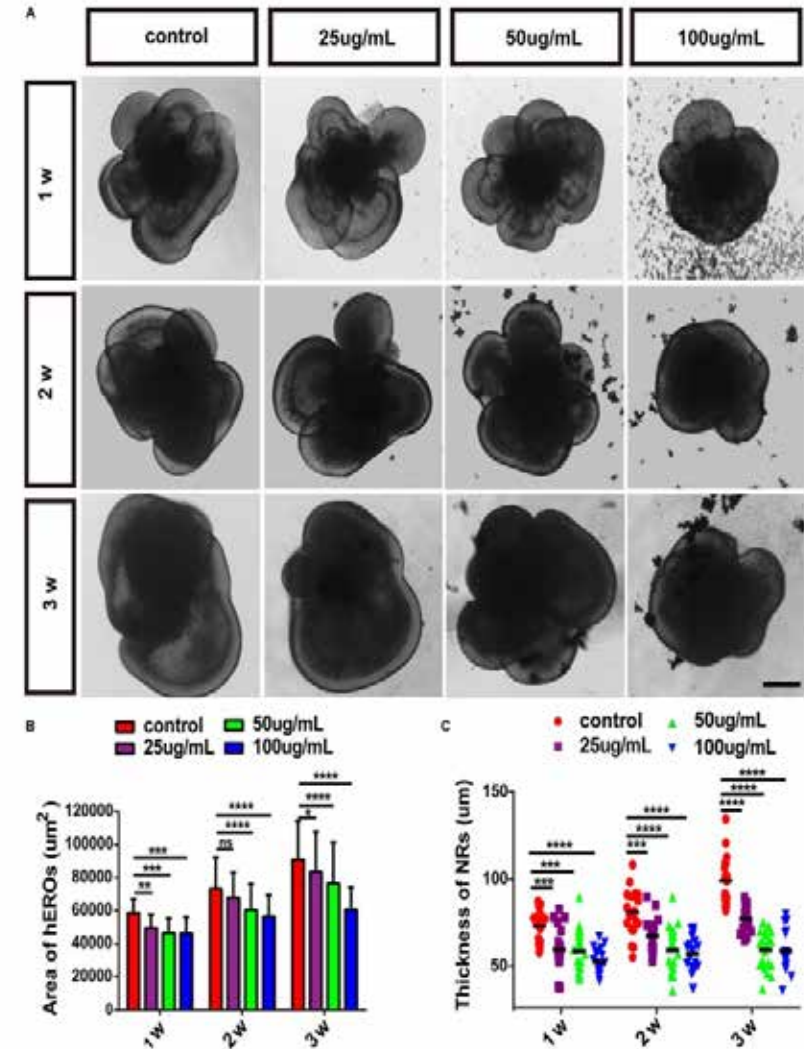 A
control 25ug/mL 50ug/mL 100ug/mL
1 w
2 w
3 w
B
control 50ug/mL
25ug/mL 100ug/mL
Area of hEROs (um²)
120000
100000
80000
60000
40000
20000
0
*** *** **
**** **** ns
**** **** *
1 w 2 w 3 w
C
control 50ug/mL
25ug/mL 100ug/mL
Thickness of NRs (um)
150
100
50
**** *** ***
**** **** ***
**** **** ****
1 w 2 w 3 w